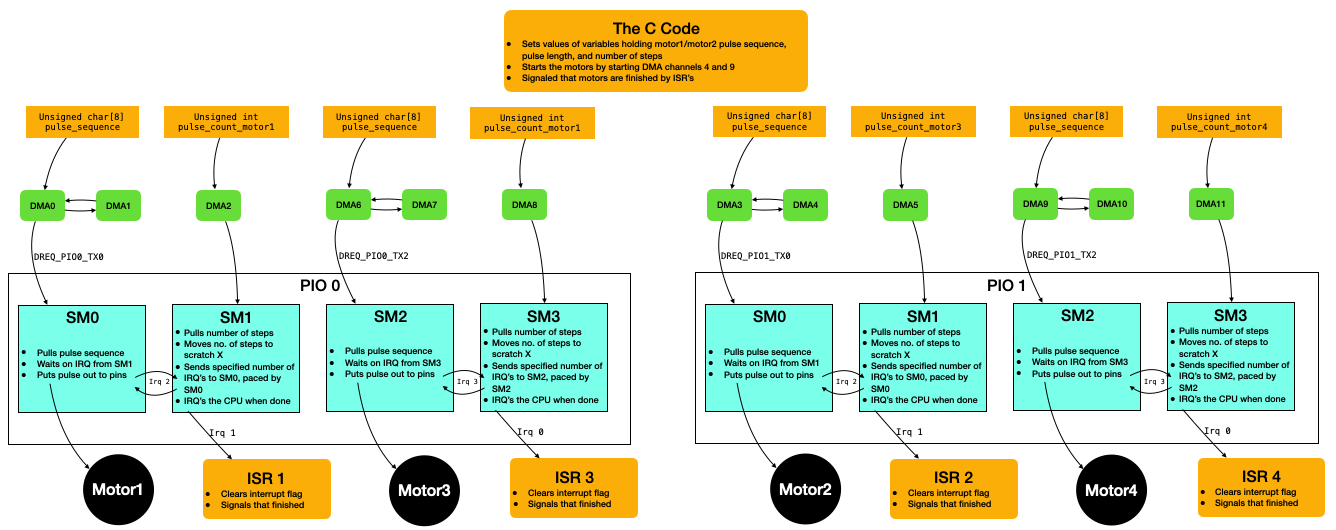 The C Code
● Sets values of variables holding motor1/motor2 pulse sequence,
pulse length, and number of steps
● Starts the motors by starting DMA channels 4 and 9
● Signaled that motors are finished by ISR's
Unsigned char[8]
pulse_sequence
Unsigned int
pulse_count_motor1
Unsigned char[8]
pulse_sequence
Unsigned int
pulse_count_motor1
Unsigned char[8]
pulse_sequence
Unsigned int
pulse_count_motor3
Unsigned char[8]
pulse_sequence
Unsigned int
pulse_count_motor4
DMA0
DMA1
DMA2
DMA6
DMA7
DMA8
DMA3
DMA4
DMA5
DMA9
DMA10
DMA11
DREQ_PIO0_TX0
DREQ_PIO0_TX2
DREQ_PIO1_TX0
DREQ_PIO1_TX2
PIO 0
SM0
● Pulls pulse sequence
● Waits on IRQ from SM1
● Puts pulse out to pins
Irq 2
SM1
● Pulls number of steps
● Moves no. of steps to
scratch X
● Sends specified number of
IRQ's to SM0, paced by
SM0
● IRQ's the CPU when done
SM2
● Pulls pulse sequence
● Waits on IRQ from SM3
● Puts pulse out to pins
Irq 3
SM3
● Pulls number of steps
● Moves no. of steps to
scratch X
● Sends specified number of
IRQ's to SM2, paced by
SM2
● IRQ's the CPU when done
PIO 1
SM0
● Pulls pulse sequence
● Waits on IRQ from SM1
● Puts pulse out to pins
Irq 2
SM1
● Pulls number of steps
● Moves no. of steps to
scratch X
● Sends specified number of
IRQ's to SM0, paced by
SM0
● IRQ's the CPU when done
SM2
● Pulls pulse sequence
● Waits on IRQ from SM3
● Puts pulse out to pins
Irq 3
SM3
● Pulls number of steps
● Moves no. of steps to
scratch X
● Sends specified number of
IRQ's to SM2, paced by
SM2
● IRQ's the CPU when done
Irq 1
Irq 0
Irq 1
Irq 0
Motor1
ISR 1
● Clears interrupt flag
● Signals that finished
Motor3
ISR 3
● Clears interrupt flag
● Signals that finished
Motor2
ISR 2
● Clears interrupt flag
● Signals that finished
Motor4
ISR 4
● Clears interrupt flag
● Signals that finished